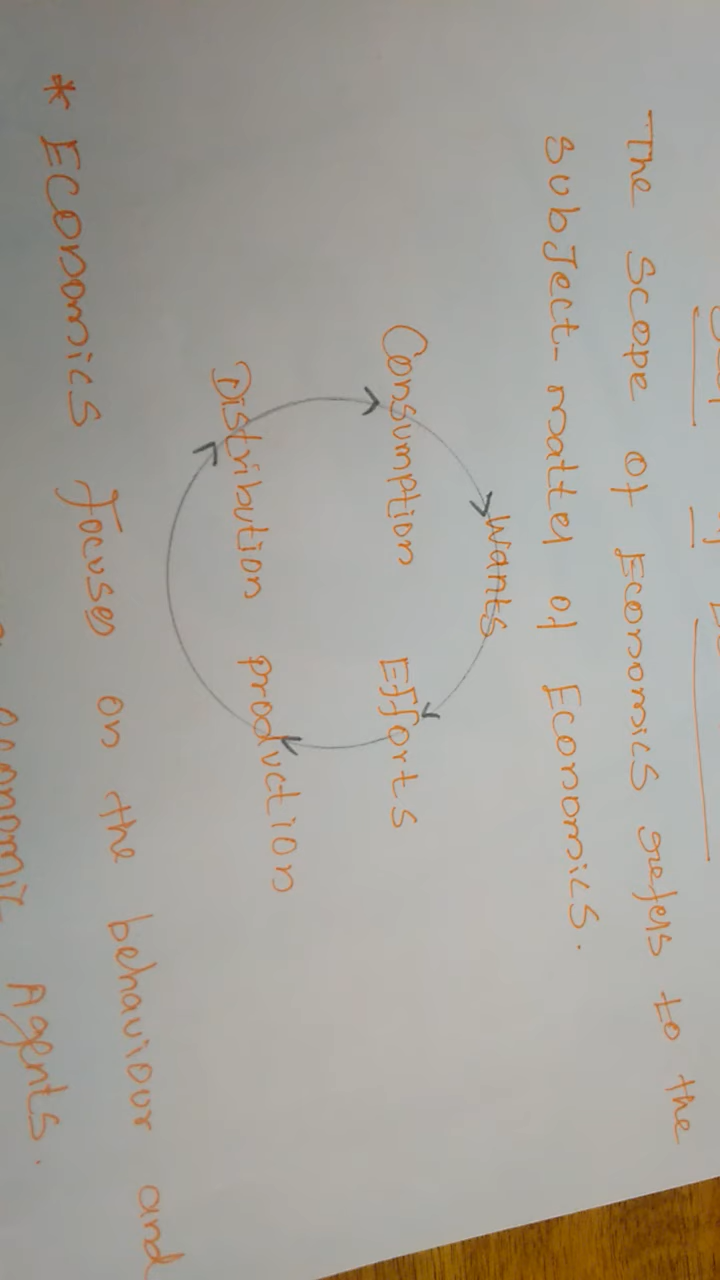 The scope of Economics refers to the
subject-matter of Economics.
Wants
Consumption Efforts
Distribution production
* Economics focuses on the behaviour and
economic Agents.